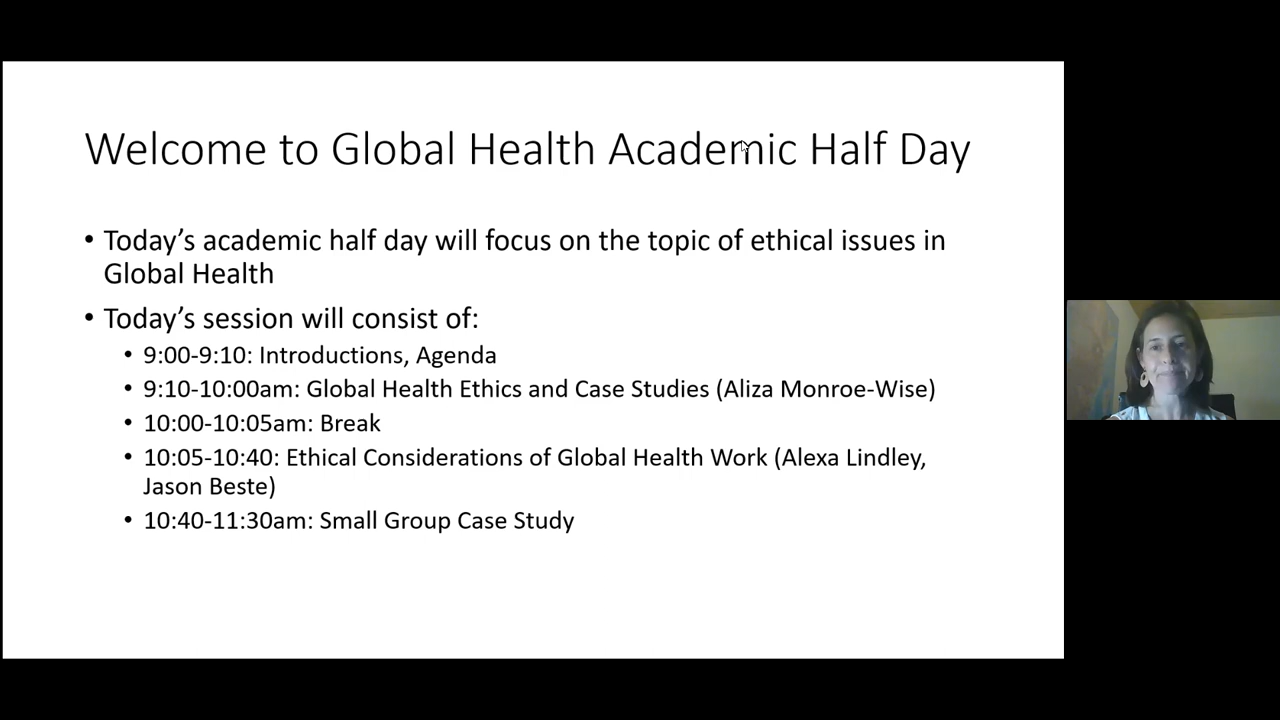 Welcome to Global Health Academic Half Day
• Today’s academic half day will focus on the topic of ethical issues in
Global Health
• Today’s session will consist of:
• 9:00-9:10: Introductions, Agenda
• 9:10-10:00am: Global Health Ethics and Case Studies (Aliza Monroe-Wise)
• 10:00-10:05am: Break
• 10:05-10:40: Ethical Considerations of Global Health Work (Alexa Lindley,
Jason Beste)
• 10:40-11:30am: Small Group Case Study